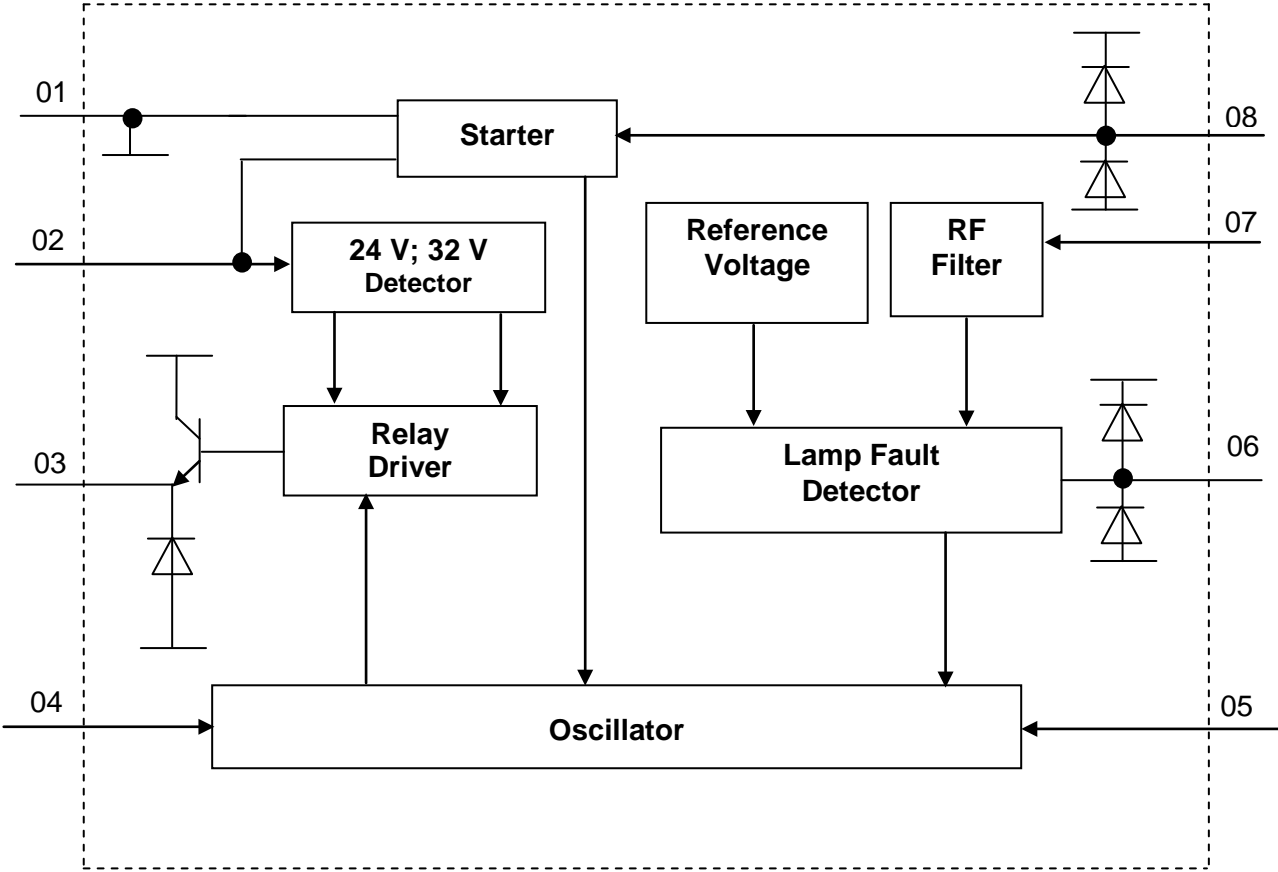 01
Starter
08
02
24 V; 32 V
Detector
Reference
Voltage
RF
Filter
07
03
Relay
Driver
Lamp Fault
Detector
06
04
Oscillator
05